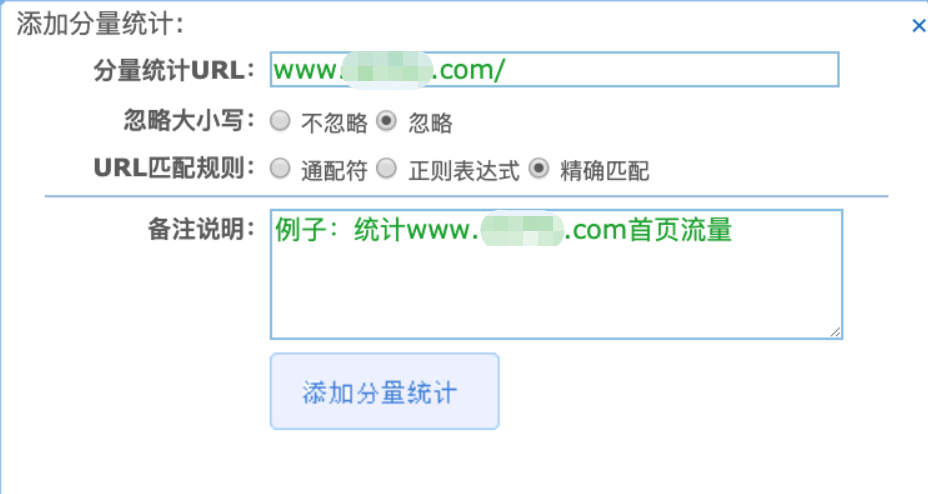 添加分量统计:
×
分量统计URL: www.      .com/
忽略大小写: 不忽略 忽略
URL匹配规则: 通配符 正则表达式 精确匹配
备注说明: 例子：统计www.      .com首页流量
添加分量统计